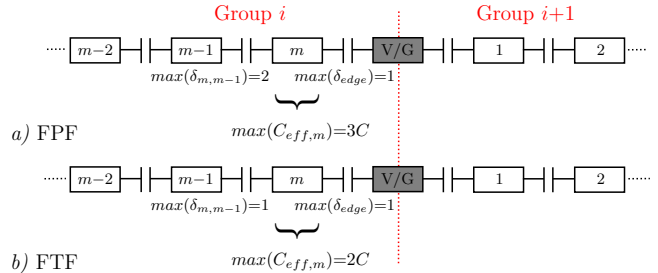 Group i Group i+1
m−2 m−1 m V/G 1 2
max(δm,m−1)=2 max(δedge)=1
max(Ceff,m)=3C
a) FPF
m−2 m−1 m V/G 1 2
max(δm,m−1)=1 max(δedge)=1
max(Ceff,m)=2C
b) FTF